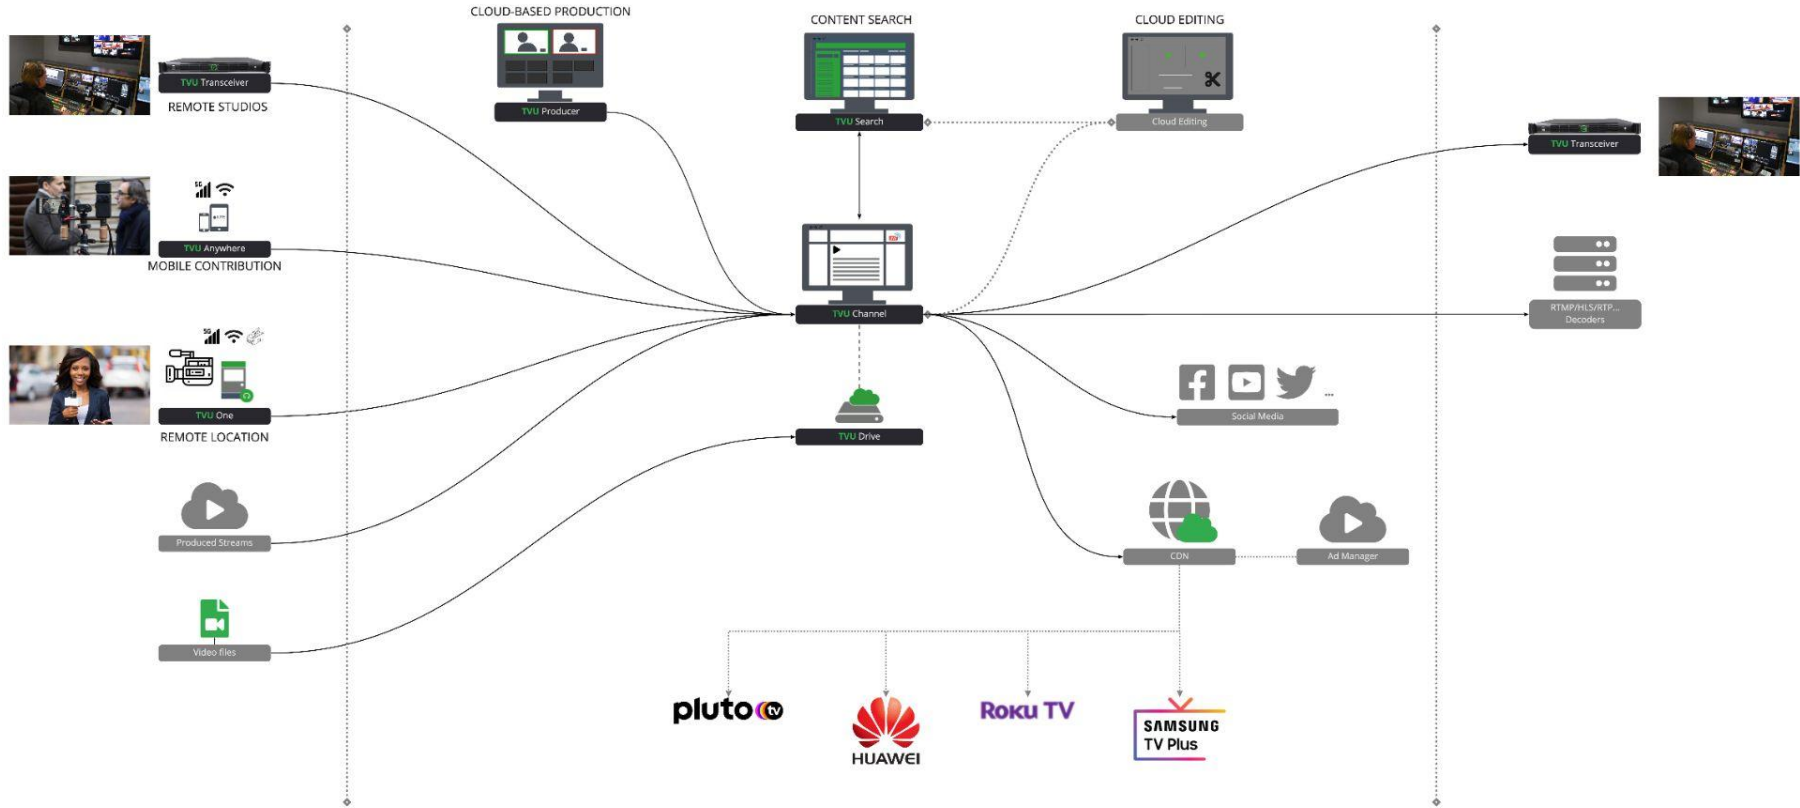 CLOUD-BASED PRODUCTION
CONTENT SEARCH
CLOUD EDITING
TVU Transceiver
REMOTE STUDIOS
TVU Producer
TVU Search
Cloud Editing
TVU Transceiver
5G
TVU Anywhere
MOBILE CONTRIBUTION
TVU Channel
RTMP/HLS/RTP...
Decoders
5G
TVU One
REMOTE LOCATION
TVU Drive
...
Social Media
Produced Streams
CDN
Ad Manager
Video files
pluto tv
HUAWEI
ROKU TV
SAMSUNG
TV Plus